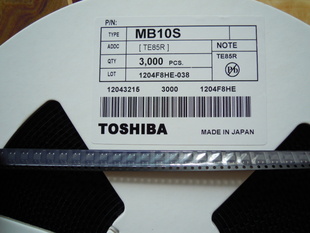 P/N:
TYPE MB10S
ADDC [ TE85R ] NOTE
QTY 3,000 PCS. TE85R
LOT 1204F8HE-038
12043215 3000 1204F8HE
TOSHIBA MADE IN JAPAN